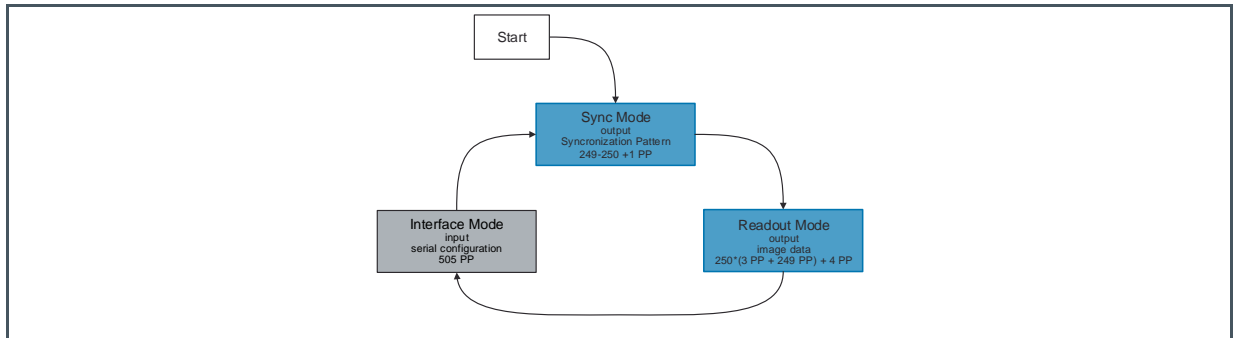 Start
Sync Mode
output
Syncronization Pattern
249-250 +1 PP
Interface Mode
input
serial configuration
505 PP
Readout Mode
output
image data
250*(3 PP + 249 PP) + 4 PP